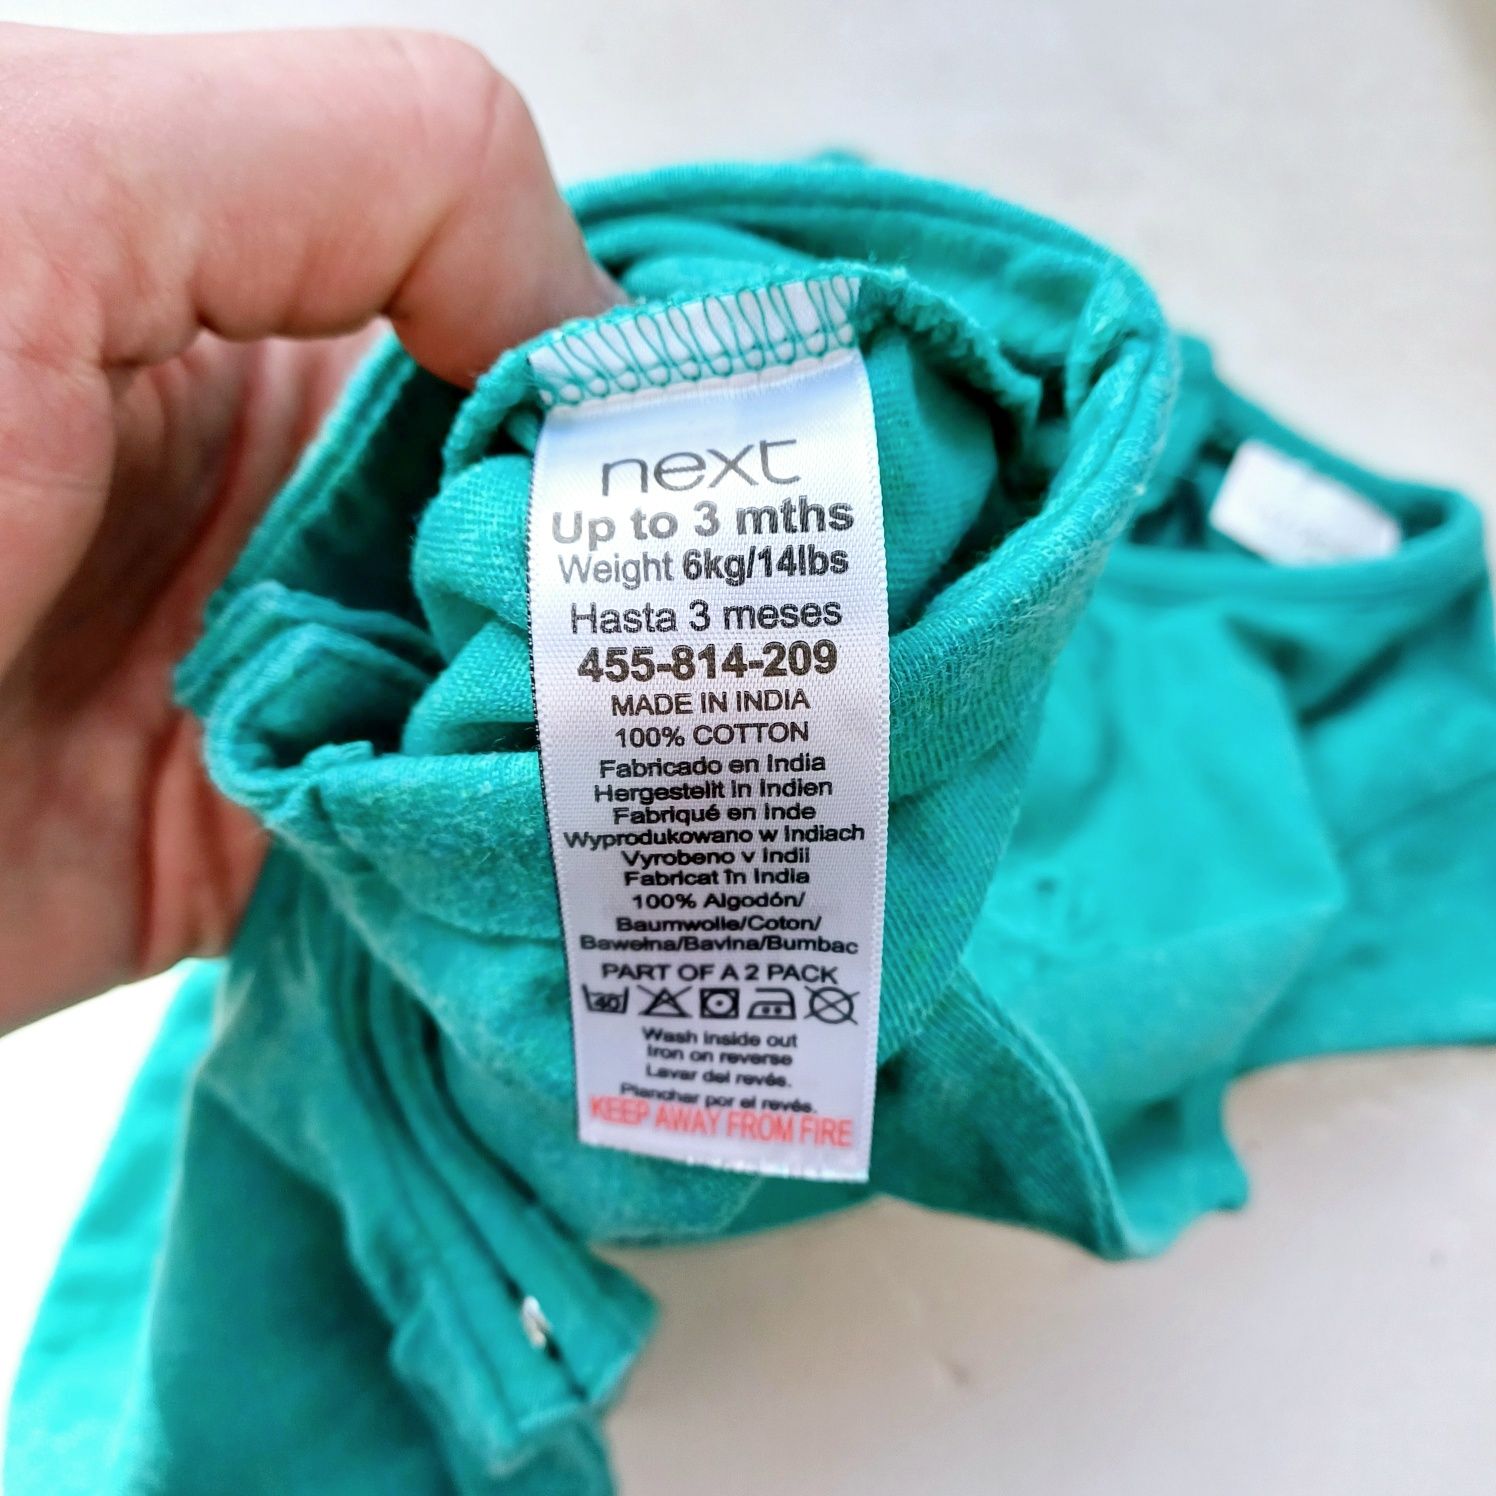 next
Up to 3 mths
Weight 6kg/14lbs
Hasta 3 meses
455-814-209
MADE IN INDIA
100% COTTON
Fabricado en India
Hergestellt in Indien
Fabriqué en Inde
Wyprodukowano w Indiach
Vyrobeno v Indii
Fabricat în India
100% Algodón/
Baumwolle/Coton/
Bawełna/Bavlna/Bumbac
PART OF A 2 PACK
40
Wash inside out
Iron on reverse
Lavar del revés.
Planchar por el revés.
KEEP AWAY FROM FIRE